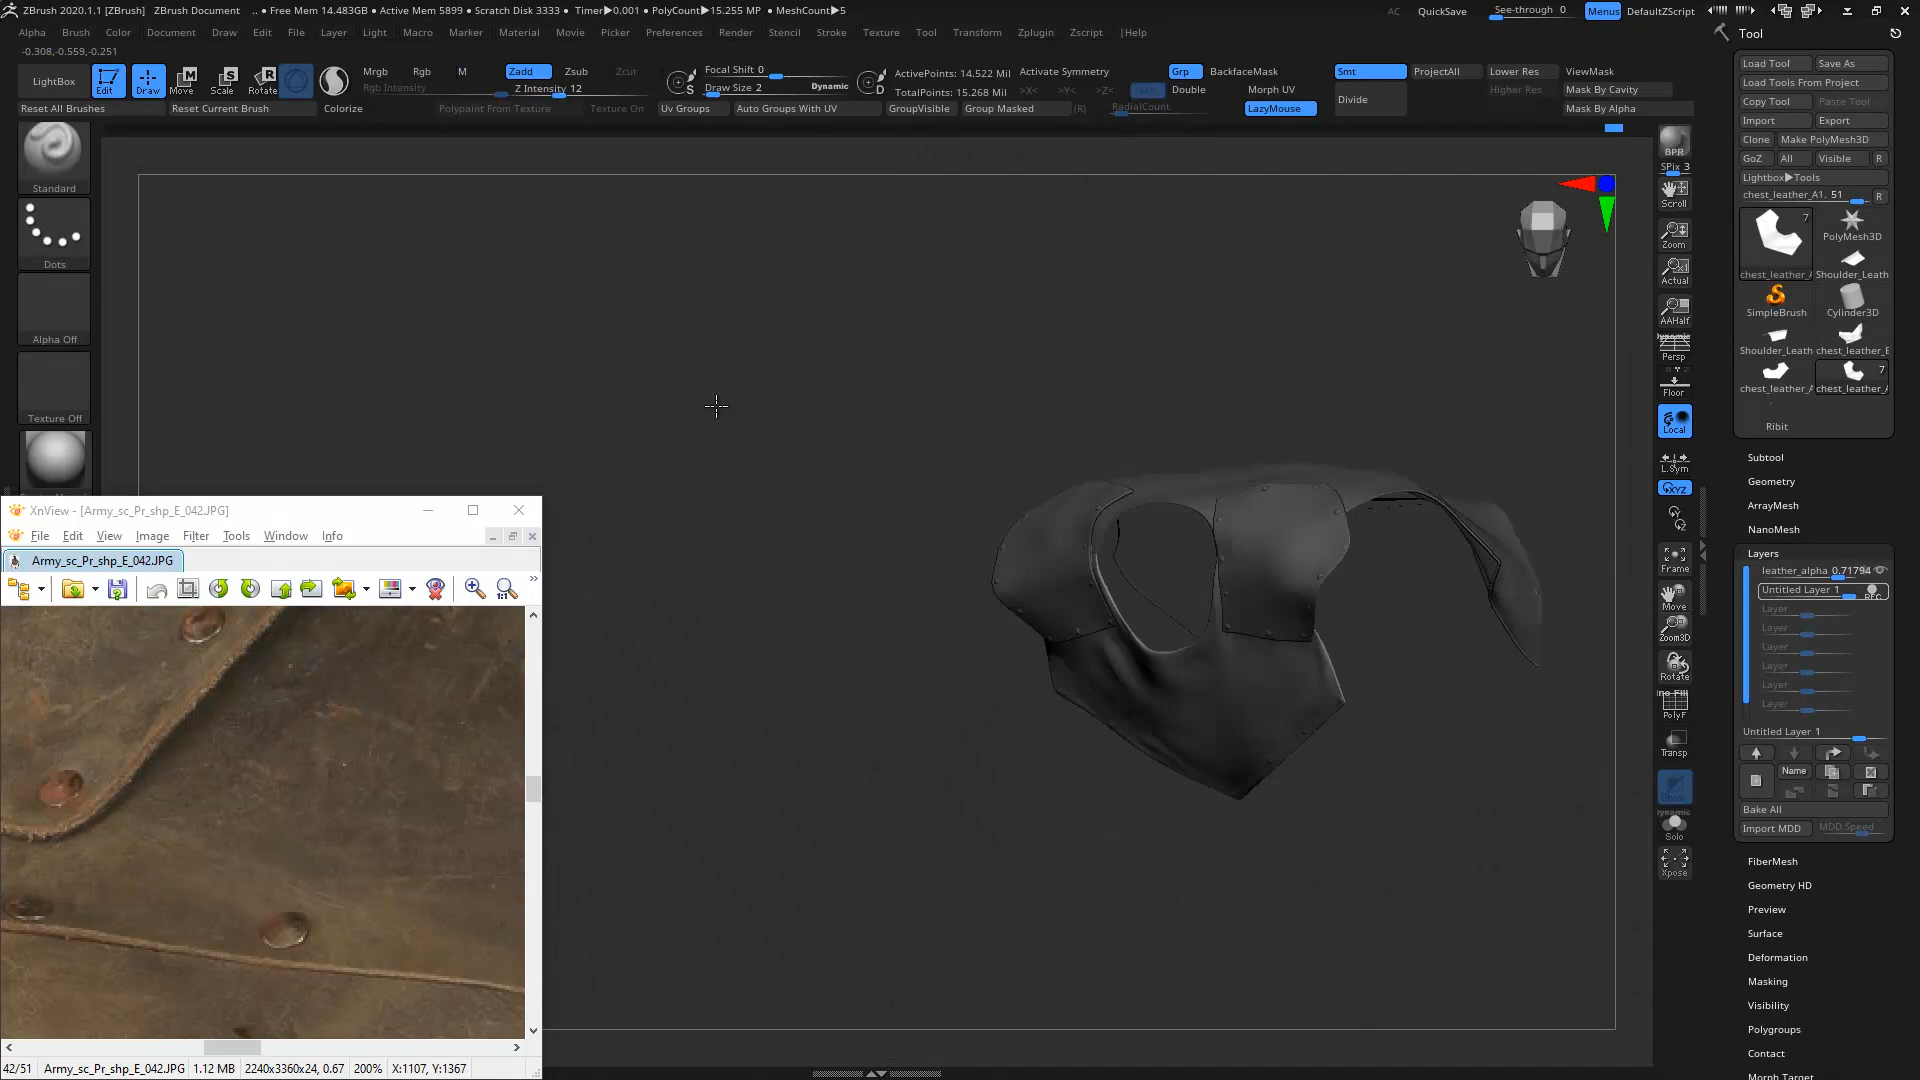 ZBrush 2020.1.1 [ZBrush] ZBrush Document .. • Free Mem 14.483GB • Active Mem 5899 • Scratch Disk 3333 • Timer▶0.001 • PolyCount▶15.255 MP • MeshCount▶5 AC QuickSave See-through 0 Menus DefaultZScript
Alpha Brush Color Document Draw Edit File Layer Light Macro Marker Material Movie Picker Preferences Render Stencil Stroke Texture Tool Transform Zplugin Zscript |Help
-0.308,-0.559,-0.251
LightBox Edit Draw Move Scale Rotate
Mrgb Rgb M Zadd Zsub Zcut
Rgb Intensity Z Intensity 12
Focal Shift 0
Draw Size 2 Dynamic
ActivePoints: 14.522 Mil
TotalPoints: 15.268 Mil
Activate Symmetry
>X< >Y< >Z<
>M<
Grp BackfaceMask
Double Morph UV
Smt ProjectAll Lower Res ViewMask
Divide Higher Res Mask By Cavity
Reset All Brushes Reset Current Brush Colorize Polypaint From Texture Texture On Uv Groups Auto Groups With UV GroupVisible Group Masked (R) RadialCount LazyMouse Mask By Alpha
Standard
Dots
Alpha Off
Texture Off
BPR
SPix 3
Scroll
Zoom
Actual
AAHalf
Dynamic
Persp
Floor
Local
L.Sym
XYZ
Frame
Move
Zoom3D
Rotate
PolyF
Transp
Ghost
Dynamic
Solo
Xpose
Tool
Load Tool Save As
Load Tools From Project
Copy Tool Paste Tool
Import Export
Clone Make PolyMesh3D
GoZ All Visible R
Lightbox▶Tools
chest_leather_A1. 51 R
7
PolyMesh3D
chest_leather_A Shoulder_Leath
SimpleBrush Cylinder3D
Shoulder_Leath chest_leather_E
7
chest_leather_A chest_leather_A
Ribit
Subtool
Geometry
ArrayMesh
NanoMesh
Layers
leather_alpha 0.71794
Untitled Layer 1 REC
Layer
Layer
Layer
Layer
Layer
Layer
Untitled Layer 1
Name
Bake All
Import MDD MDD Speed
FiberMesh
Geometry HD
Preview
Surface
Deformation
Masking
Visibility
Polygroups
Contact
Morph Target
XnView - [Army_sc_Pr_shp_E_042.JPG]
File Edit View Image Filter Tools Window Info
Army_sc_Pr_shp_E_042.JPG
42/51 Army_sc_Pr_shp_E_042.JPG 1.12 MB 2240x3360x24, 0.67 200% X:1107, Y:1367